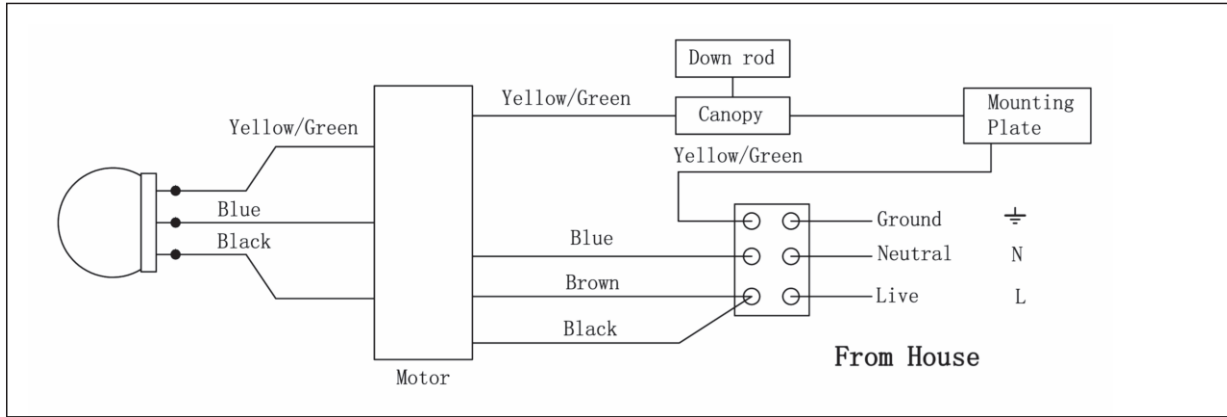 Down rod
Yellow/Green
Canopy
Mounting
Plate
Yellow/Green
Yellow/Green
Blue
Black
Ground
Blue
Neutral
N
Brown
Live
L
Black
From House
Motor